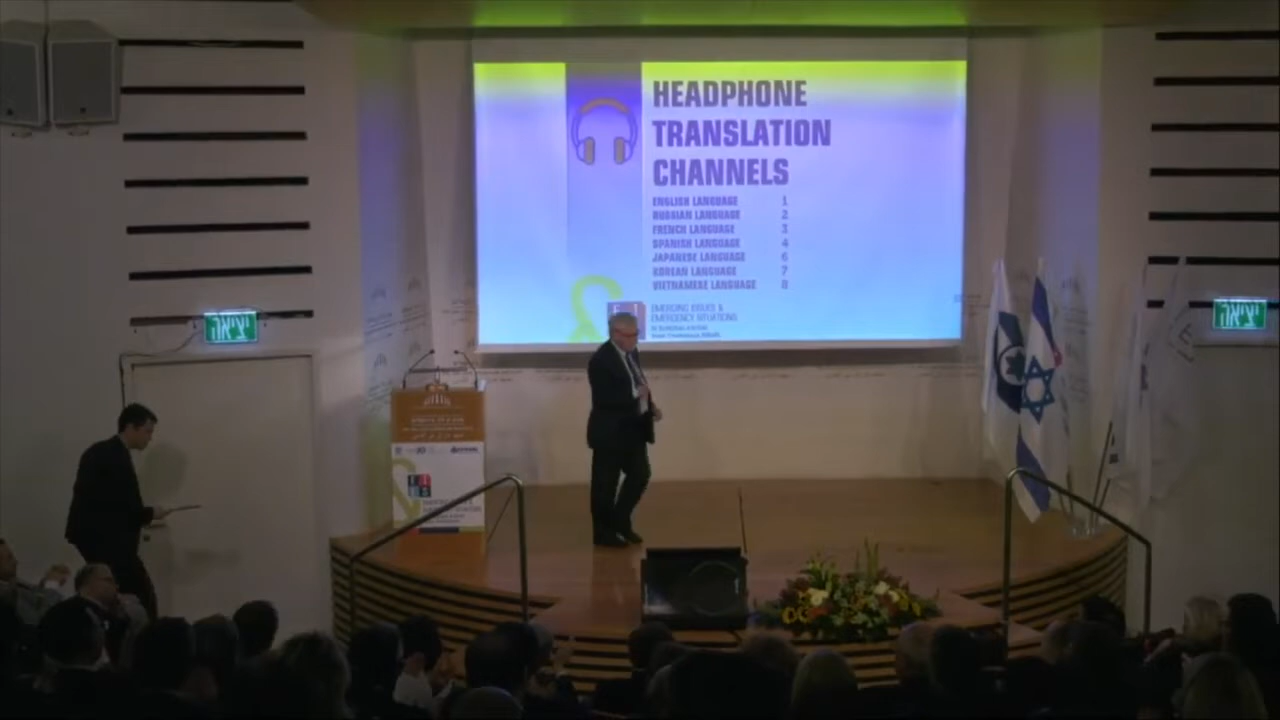 HEADPHONE
TRANSLATION
CHANNELS
ENGLISH LANGUAGE 1
RUSSIAN LANGUAGE 2
FRENCH LANGUAGE 3
SPANISH LANGUAGE 4
JAPANESE LANGUAGE 6
KOREAN LANGUAGE 7
VIETNAMESE LANGUAGE 8
EMERGING ISSUES &
EMERGENCY SITUATIONS
יציאה
יציאה